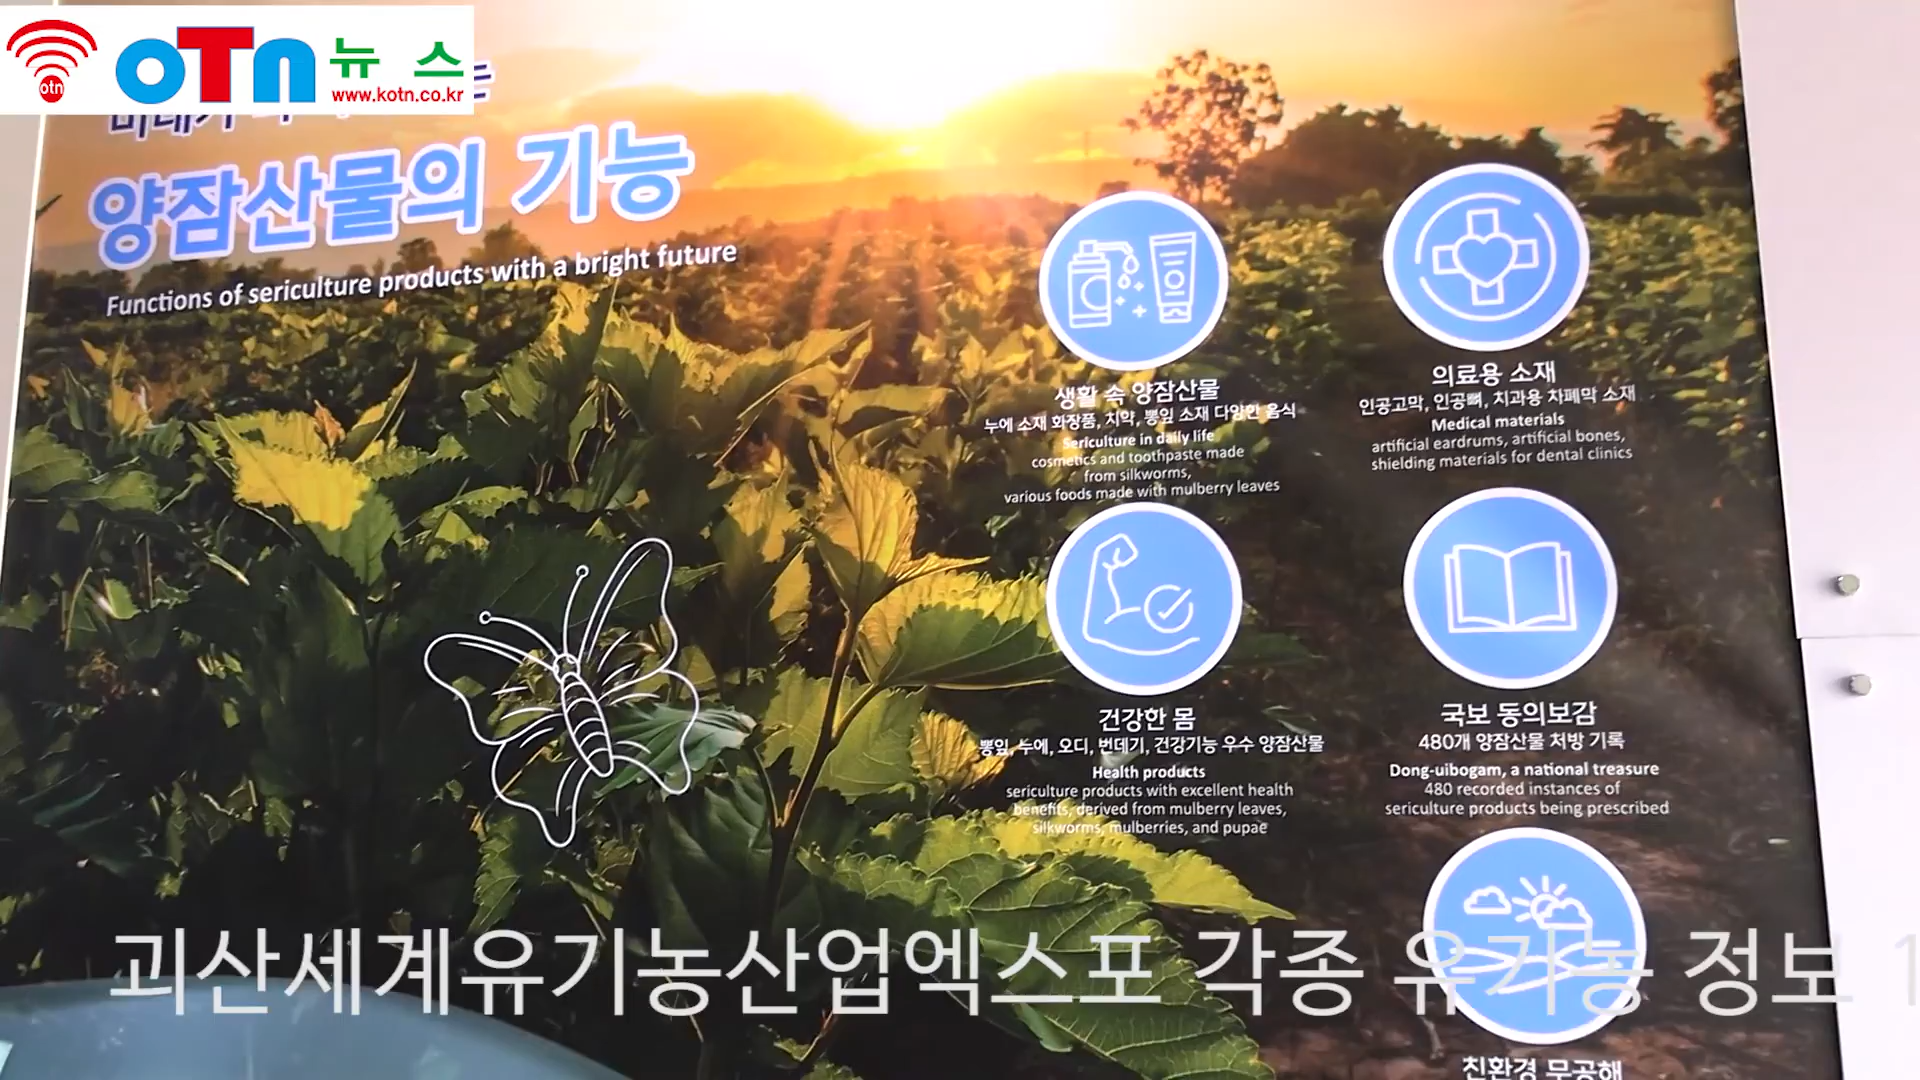 otn
OTN 뉴 스
www.kotn.co.kr
양잠산물의 기능
Functions of sericulture products with a bright future
생활 속 양잠산물
누에 소재 화장품, 치약, 뽕잎 소재 다양한 음식
Sericulture in daily life
cosmetics and toothpaste made
from silkworms,
various foods made with mulberry leaves
의료용 소재
인공고막, 인공뼈, 치과용 차폐막 소재
Medical materials
artificial eardrums, artificial bones,
shielding materials for dental clinics
건강한 몸
뽕잎, 누에, 오디, 번데기, 건강기능 우수 양잠산물
Health products
sericulture products with excellent health
benefits, derived from mulberry leaves,
silkworms, mulberries, and pupae
국보 동의보감
480개 양잠산물 처방 기록
Dong-uibogam, a national treasure
480 recorded instances of
sericulture products being prescribed
괴산세계유기농산업엑스포 각종 유기농 정보 1
친환경 무공해